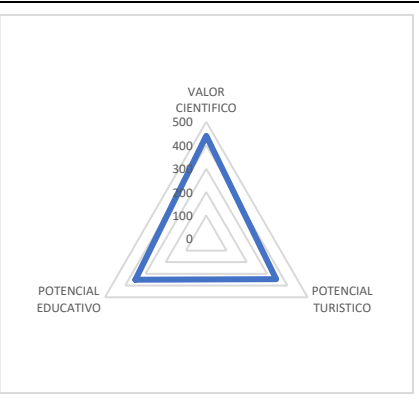 VALOR
CIENTIFICO
500
400
300
200
100
0
POTENCIAL
EDUCATIVO
POTENCIAL
TURISTICO